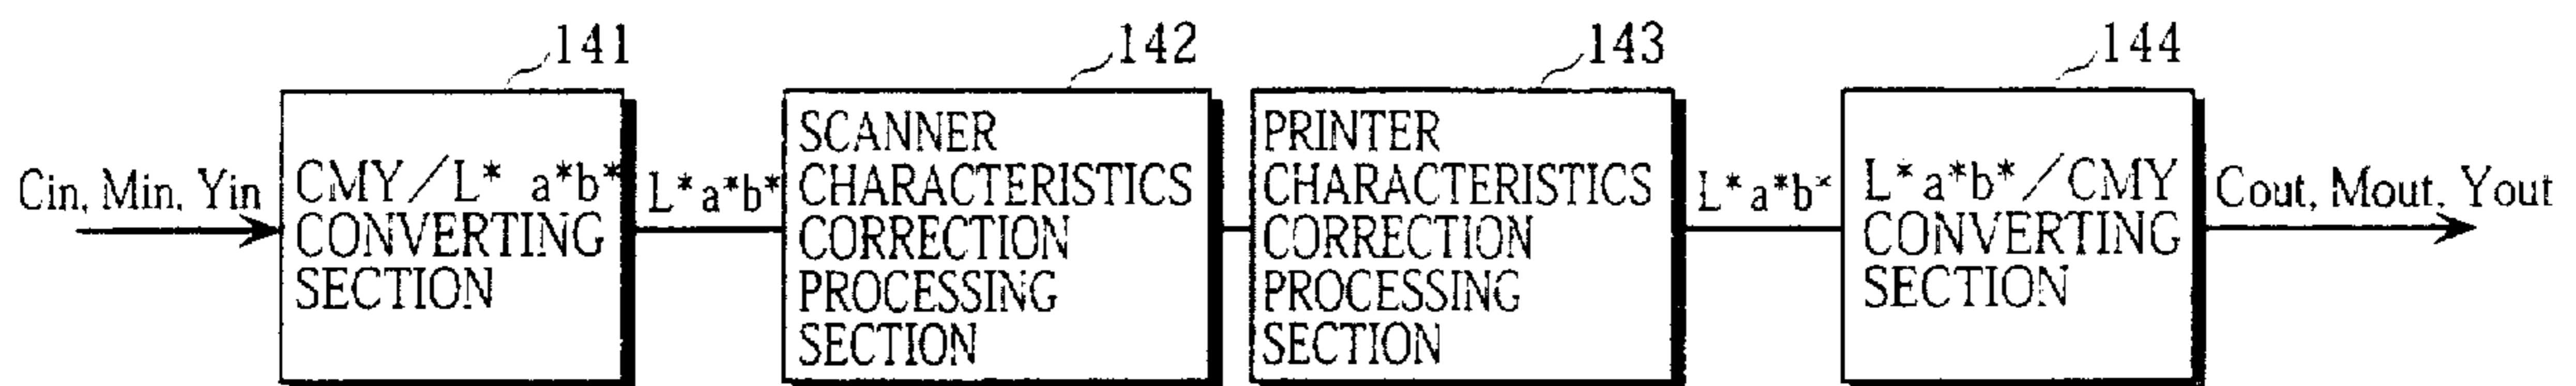 141
142
143
144
Cin, Min, Yin
CMY/L* a*b*
CONVERTING
SECTION
L*a*b*
SCANNER
CHARACTERISTICS
CORRECTION
PROCESSING
SECTION
PRINTER
CHARACTERISTICS
CORRECTION
PROCESSING
SECTION
L*a*b*
L*a*b*/CMY
CONVERTING
SECTION
Cout, Mout, Yout